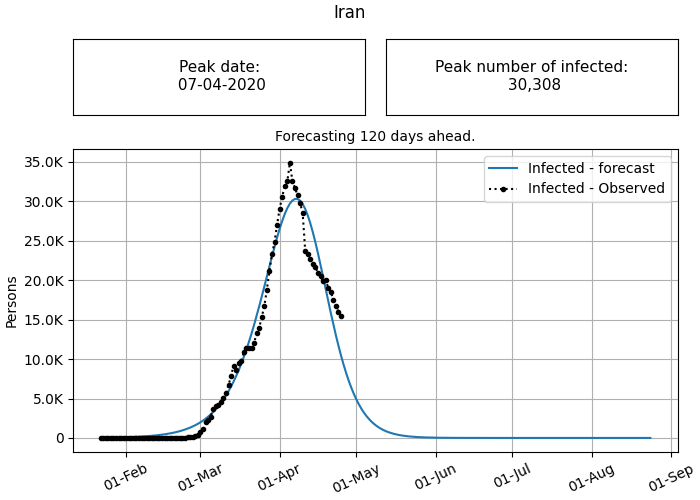 Iran
Peak date:
07-04-2020
Peak number of infected:
30,308
Forecasting 120 days ahead.
Infected - forecast
Infected - Observed
35.0K
30.0K
25.0K
20.0K
15.0K
10.0K
5.0K
0
Persons
01-Feb
01-Mar
01-Apr
01-May
01-Jun
01-Jul
01-Aug
01-Sep